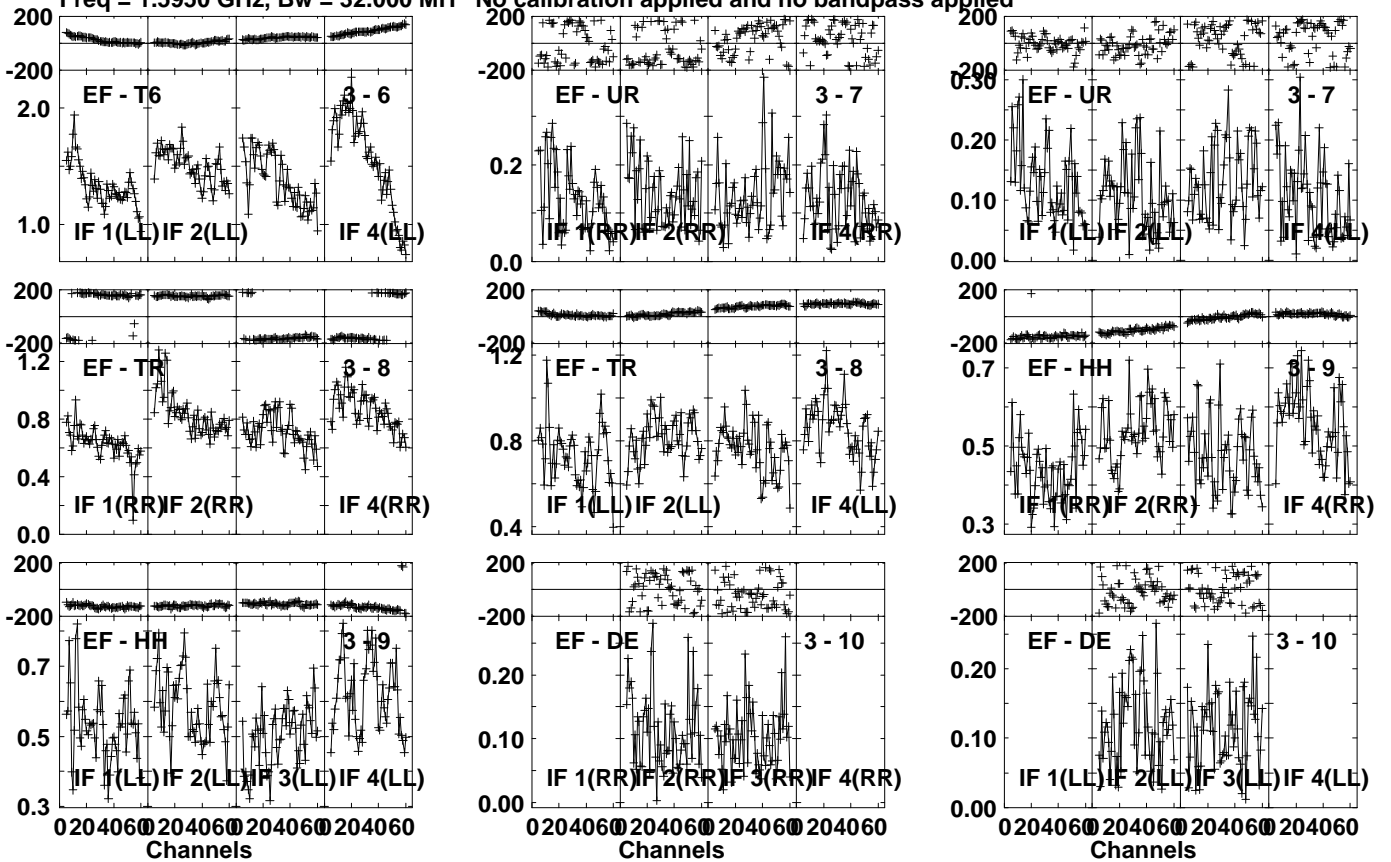 Freq = 1.5950 GHz, Bw = 32.000 MH No calibration applied and no bandpass applied
200
-200
EF - T6
3 - 6
2.0
1.0
IF 1(LL)
IF 2(LL)
IF 4(LL)
200
-200
EF - UR
3 - 7
0.2
0.0
IF 1(RR)
IF 2(RR)
IF 4(RR)
200
-200
0.30
EF - UR
3 - 7
0.20
0.10
0.00
IF 1(LL)
IF 2(LL)
IF 4(LL)
200
-200
1.2
EF - TR
3 - 8
0.8
0.4
0.0
IF 1(RR)
IF 2(RR)
IF 4(RR)
200
-200
1.2
EF - TR
3 - 8
0.8
0.4
IF 1(LL)
IF 2(LL)
IF 4(LL)
200
-200
EF - HH
3 - 9
0.7
0.5
0.3
IF 1(RR)
IF 2(RR)
IF 4(RR)
200
-200
EF - HH
3 - 9
0.7
0.5
0.3
IF 1(LL)
IF 2(LL)
IF 3(LL)
IF 4(LL)
0 20 40 60 0 20 40 60 0 20 40 60 0 20 40 60
Channels
200
-200
EF - DE
3 - 10
0.20
0.10
0.00
IF 1(RR)
IF 2(RR)
IF 3(RR)
IF 4(RR)
0 20 40 60 0 20 40 60 0 20 40 60 0 20 40 60
Channels
200
-200
EF - DE
3 - 10
0.20
0.10
0.00
IF 1(LL)
IF 2(LL)
IF 3(LL)
IF 4(LL)
0 20 40 60 0 20 40 60 0 20 40 60 0 20 40 60
Channels